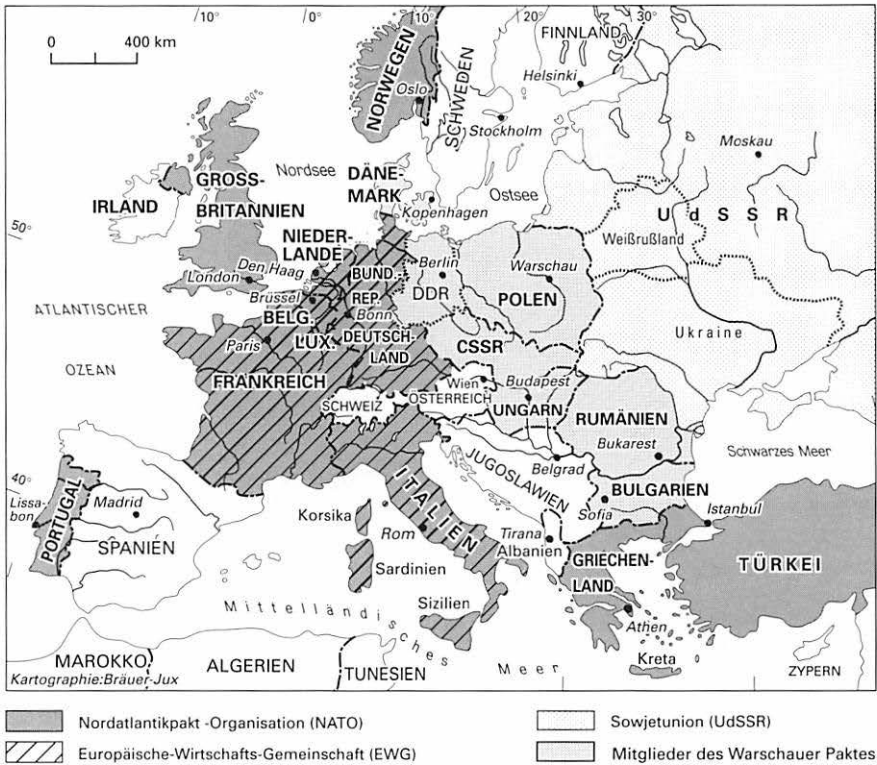 10°
0°
10°
20°
30°
0 400 km
FINNLAND
NORWEGEN
SCHWEDEN
Helsinki
Oslo
Stockholm
Moskau
Nordsee
DÄNE-
MARK
Ostsee
GROSS-
BRITANNIEN
IRLAND
Kopenhagen
UdSSR
50°
NIEDER-
LANDE
Weißrußland
Den Haag
London
BUND.-
REP.
DEUTSCH-
LAND
Berlin
DDR
Warschau
POLEN
Brüssel
BELG.
Bonn
ATLANTISCHER
OZEAN
LUX.
Paris
CSSR
Ukraine
FRANKREICH
Wien
Budapest
SCHWEIZ
ÖSTERREICH
UNGARN
RUMÄNIEN
Bukarest
Schwarzes Meer
JUGOSLAWIEN
Belgrad
40°
BULGARIEN
Sofia
Istanbúl
Lissa-
bon
PORTUGAL
Madrid
SPANIÉN
Korsika
ITALIEN
Rom
Tirana
Albanien
Sardinien
GRIECHEN-
LAND
TÜRKEI
Sizilien
Athen
Mittelländisches Meer
Kreta
ZYPERN
MAROKKO
ALGERIEN
TUNESIEN
Kartographie:Bräuer-Jux
Nordatlantikpakt -Organisation (NATO)
Sowjetunion (UdSSR)
Europäische-Wirtschafts-Gemeinschaft (EWG)
Mitglieder des Warschauer Paktes